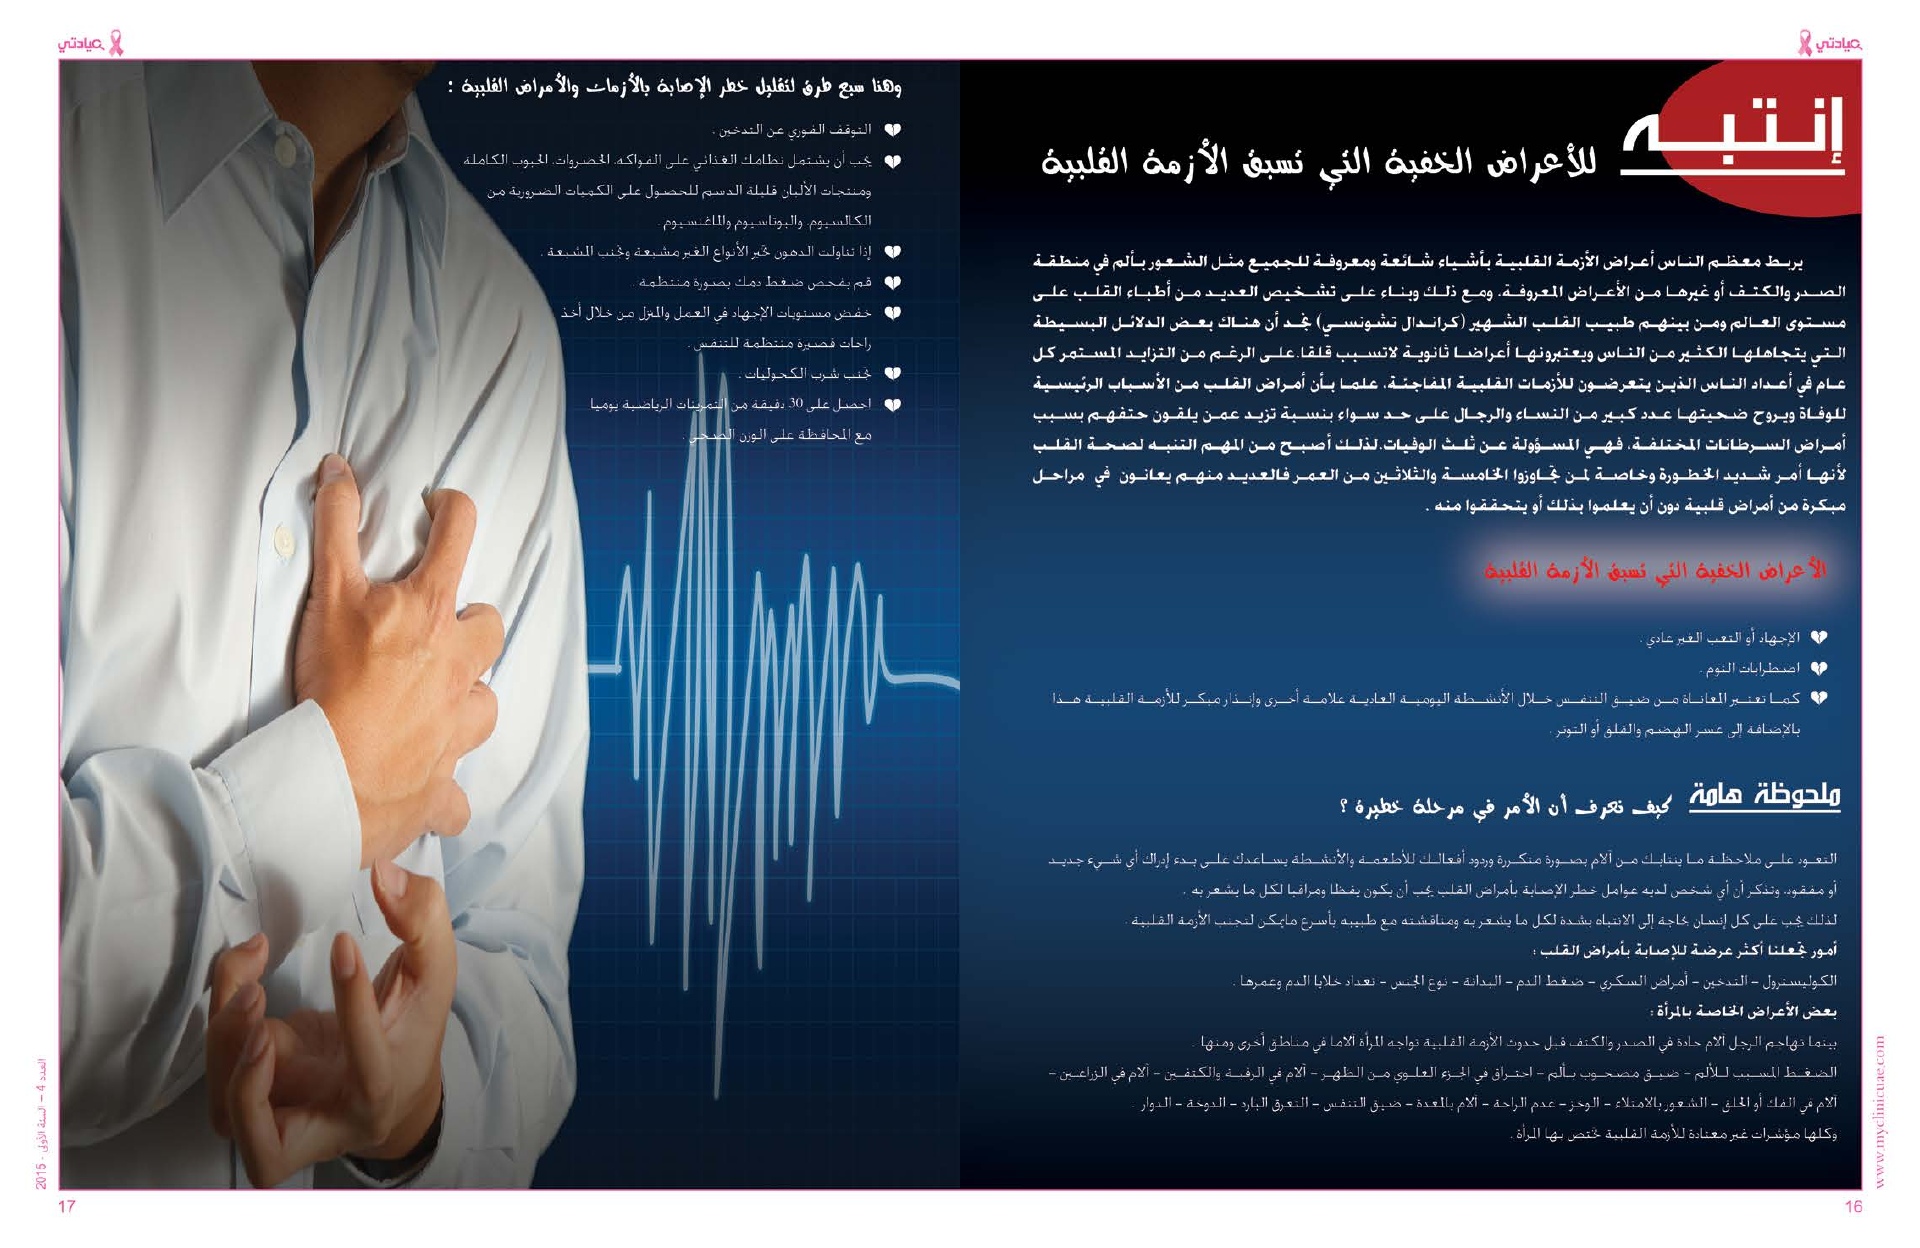 عيادتي
إنتبه
للأعراض الخفية التي تسبق الأزمة القلبية
يربط معظم الناس أعراض الأزمة القلبية بأشياء شائعة ومعروفة للجميع مثل الشعور بألم في منطقة
الصدر والكتف أو غيرها من الأعراض المعروفة، ومع ذلك وبناء على تشخيص العديد من أطباء القلب على
مستوى العالم ومن بينهم طبيب القلب الشهير (كراندال تشونسي) نجد أن هناك بعض الدلائل البسيطة
التي يتجاهلها الكثير من الناس ويعتبرونها أعراضا ثانوية لاتسبب قلقا.على الرغم من التزايد المستمر كل
عام في أعداد الناس الذين يتعرضون للأزمات القلبية المفاجئة، علما بأن أمراض القلب من الأسباب الرئيسية
للوفاة ويروح ضحيتها عدد كبير من النساء والرجال على حد سواء بنسبة تزيد عمن يلقون حتفهم بسبب
أمراض السرطانات المختلفة، فهي المسؤولة عن ثلث الوفيات.لذلك أصبح من المهم التنبه لصحة القلب
لأنها أمر شديد الخطورة وخاصة لمن تجاوزوا الخامسة والثلاثين من العمر فالعديد منهم يعانون في مراحل
مبكرة من أمراض قلبية دون أن يعلموا بذلك أو يتحققوا منه .
الأعراض الخفية التي تسبق الأزمة القلبية
الإجهاد أو التعب الغير عادي .
اضطرابات النوم .
كما تعتبر المعاناة من ضيق التنفس خلال الأنشطة اليومية العادية علامة أخرى وإنذار مبكر للأزمة القلبية هذا
بالإضافة إلى عسر الهضم والقلق أو التوتر .
ملحوظة هامة كيف نعرف أن الأمر في مرحلة خطيرة ؟
التعود على ملاحظة ما ينتابك من آلام بصورة متكررة وردود أفعالك للأطعمة والأنشطة يساعدك على بدء إدراك أي شيء جديد
أو مفقود، وتذكر أن أي شخص لديه عوامل خطر الإصابة بأمراض القلب يجب أن يكون يقظا ومراقبا لكل ما يشعر به .
لذلك يجب على كل إنسان بحاجة إلى الانتباه بشدة لكل ما يشعر به ومناقشته مع طبيبه بأسرع مايمكن لتجنب الأزمة القلبية .
أمور تجعلنا أكثر عرضة للإصابة بأمراض القلب :
الكوليسترول – التدخين – أمراض السكري – ضغط الدم – البدانة – نوع الجنس – تعداد خلايا الدم وعمرها .
بعض الأعراض الخاصة بالمرأة :
بينما تهاجم الرجل آلام حادة في الصدر والكتف قبل حدوث الأزمة القلبية تواجه المرأة آلاما في مناطق أخرى ومنها .
الضغط المسبب للألم – ضيق مصحوب بألم – احتراق في الجزء العلوي من الظهر – آلام في الرقبة والكتفين – آلام في الزراعين –
آلام في الفك أو الحلق – الشعور بالامتلاء – الوخز – عدم الراحة – آلام بالمعدة – ضيق التنفس – التعرق البارد – الدوخة – الدوار .
وكلها مؤشرات غير معتادة للأزمة القلبية تختص بها المرأة .
www.myclinicuae.com
16
عيادتي
وهنا سبع طرق لتقليل خطر الإصابة بالأزمات والأمراض القلبية :
التوقف الفوري عن التدخين .
يجب أن يشتمل نظامك الغذائي على الفواكه، الخضروات، الحبوب الكاملة
ومنتجات الألبان قليلة الدسم للحصول على الكميات الضرورية من
الكالسيوم، والبوتاسيوم والماغنسيوم.
إذا تناولت الدهون تخير الأنواع الغير مشبعة وتجنب المشبعة .
قم بفحص ضغط دمك بصورة منتظمة .
خفض مستويات الإجهاد في العمل والمنزل من خلال أخذ
راحات قصيرة منتظمة للتنفس .
تجنب شرب الكحوليات .
احصل على 30 دقيقة من التمرينات الرياضية يوميا
مع المحافظة على الوزن الصحي .
العدد 4 – السنة الأولى - 2015
17